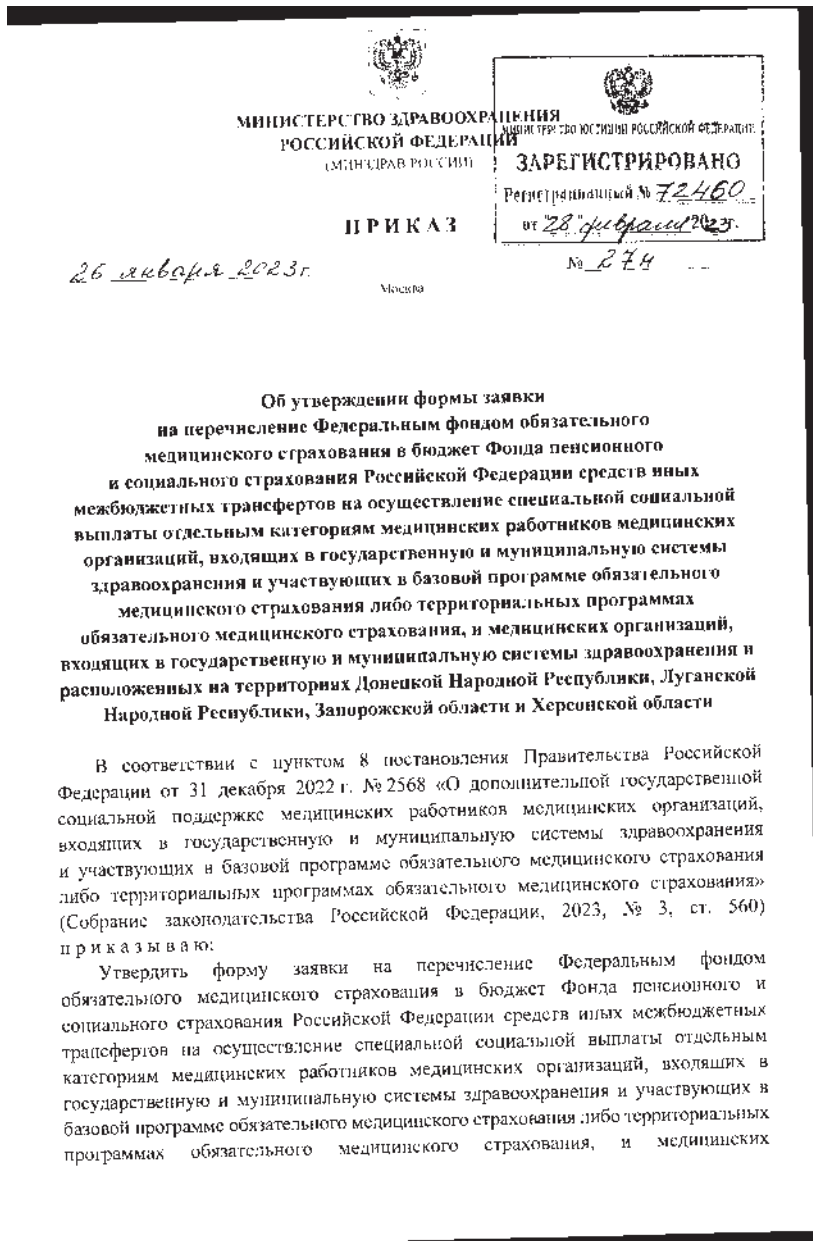 МИНИСТЕРСТВО ЗДРАВООХРАНЕНИЯ
РОССИЙСКОЙ ФЕДЕРАЦИИ
(МИНЗДРАВ РОССИИ)
ПРИКАЗ
МИНИСТЕРСТВО ЮСТИЦИИ РОССИЙСКОЙ ФЕДЕРАЦИИ
ЗАРЕГИСТРИРОВАНО
Регистрационный № 72460
от "28" февраля 2023г.
26 января 2023г.
№ 27н
Москва
Об утверждении формы заявки
на перечисление Федеральным фондом обязательного
медицинского страхования в бюджет Фонда пенсионного
и социального страхования Российской Федерации средств иных
межбюджетных трансфертов на осуществление специальной социальной
выплаты отдельным категориям медицинских работников медицинских
организаций, входящих в государственную и муниципальную системы
здравоохранения и участвующих в базовой программе обязательного
медицинского страхования либо территориальных программах
обязательного медицинского страхования, и медицинских организаций,
входящих в государственную и муниципальную системы здравоохранения и
расположенных на территориях Донецкой Народной Республики, Луганской
Народной Республики, Запорожской области и Херсонской области
В соответствии с пунктом 8 постановления Правительства Российской
Федерации от 31 декабря 2022 г. № 2568 «О дополнительной государственной
социальной поддержке медицинских работников медицинских организаций,
входящих в государственную и муниципальную системы здравоохранения
и участвующих в базовой программе обязательного медицинского страхования
либо территориальных программах обязательного медицинского страхования»
(Собрание законодательства Российской Федерации, 2023, № 3, ст. 560)
п р и к а з ы в а ю:
Утвердить форму заявки на перечисление Федеральным фондом
обязательного медицинского страхования в бюджет Фонда пенсионного и
социального страхования Российской Федерации средств иных межбюджетных
трансфертов на осуществление специальной социальной выплаты отдельным
категориям медицинских работников медицинских организаций, входящих в
государственную и муниципальную системы здравоохранения и участвующих в
базовой программе обязательного медицинского страхования либо территориальных
программах обязательного медицинского страхования, и медицинских